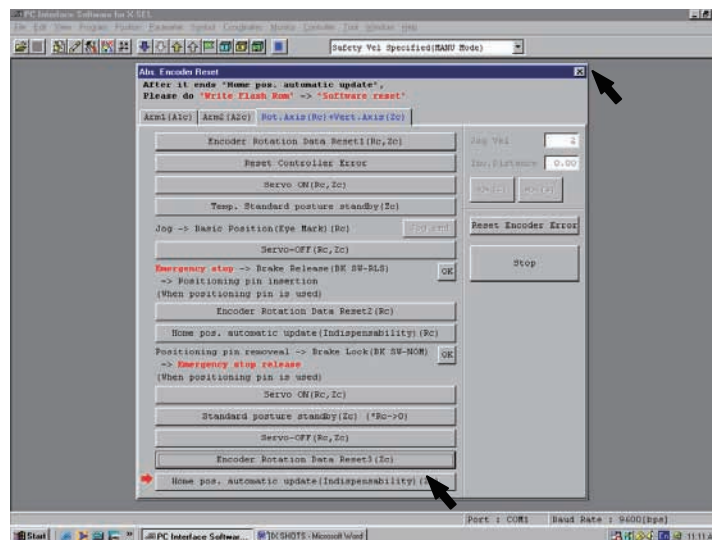 PC Interface Software for X-SEL
File Edit View Program Position Parameter Symbol Coordinate Monitor Controller Tool Window Help
Safety Vel Specified(MANU Mode)
Abs. Encoder Reset
After it ends "Home pos. automatic update",
Please do "Write Flash Rom" -> "Software reset"
Arm1(A1c) Arm2(A2c) Rot.Axis(Rc)+Vert.Axis(Zc)
Encoder Rotation Data Reset1(Rc,Zc)
Reset Controller Error
Servo ON(Rc,Zc)
Temp. Standard posture standby(Zc)
Jog -> Basic Position(Eye Mark)(Rc) Jog end
Servo-OFF(Rc,Zc)
Emergency stop -> Brake Release(BK SW-RLS) OK
-> Positioning pin insertion
(When positioning pin is used)
Encoder Rotation Data Reset2(Rc)
Home pos. automatic update(Indispensability)(Rc)
Positioning pin removeal -> Brake Lock(BK SW-NOM) OK
-> Emergency stop release
(When positioning pin is used)
Servo ON(Rc,Zc)
Standard posture standby(Zc) (*Rc->0)
Servo-OFF(Rc,Zc)
Encoder Rotation Data Reset3(Zc)
Home pos. automatic update(Indispensability)
Jog Vel 2
Inc.Distance 0.00
Reset Encoder Error
Stop
Port : COM1 Baud Rate : 9600[bps]
Start PC Interface Softwar... IX SHOTS - Microsoft Word 11:11 A